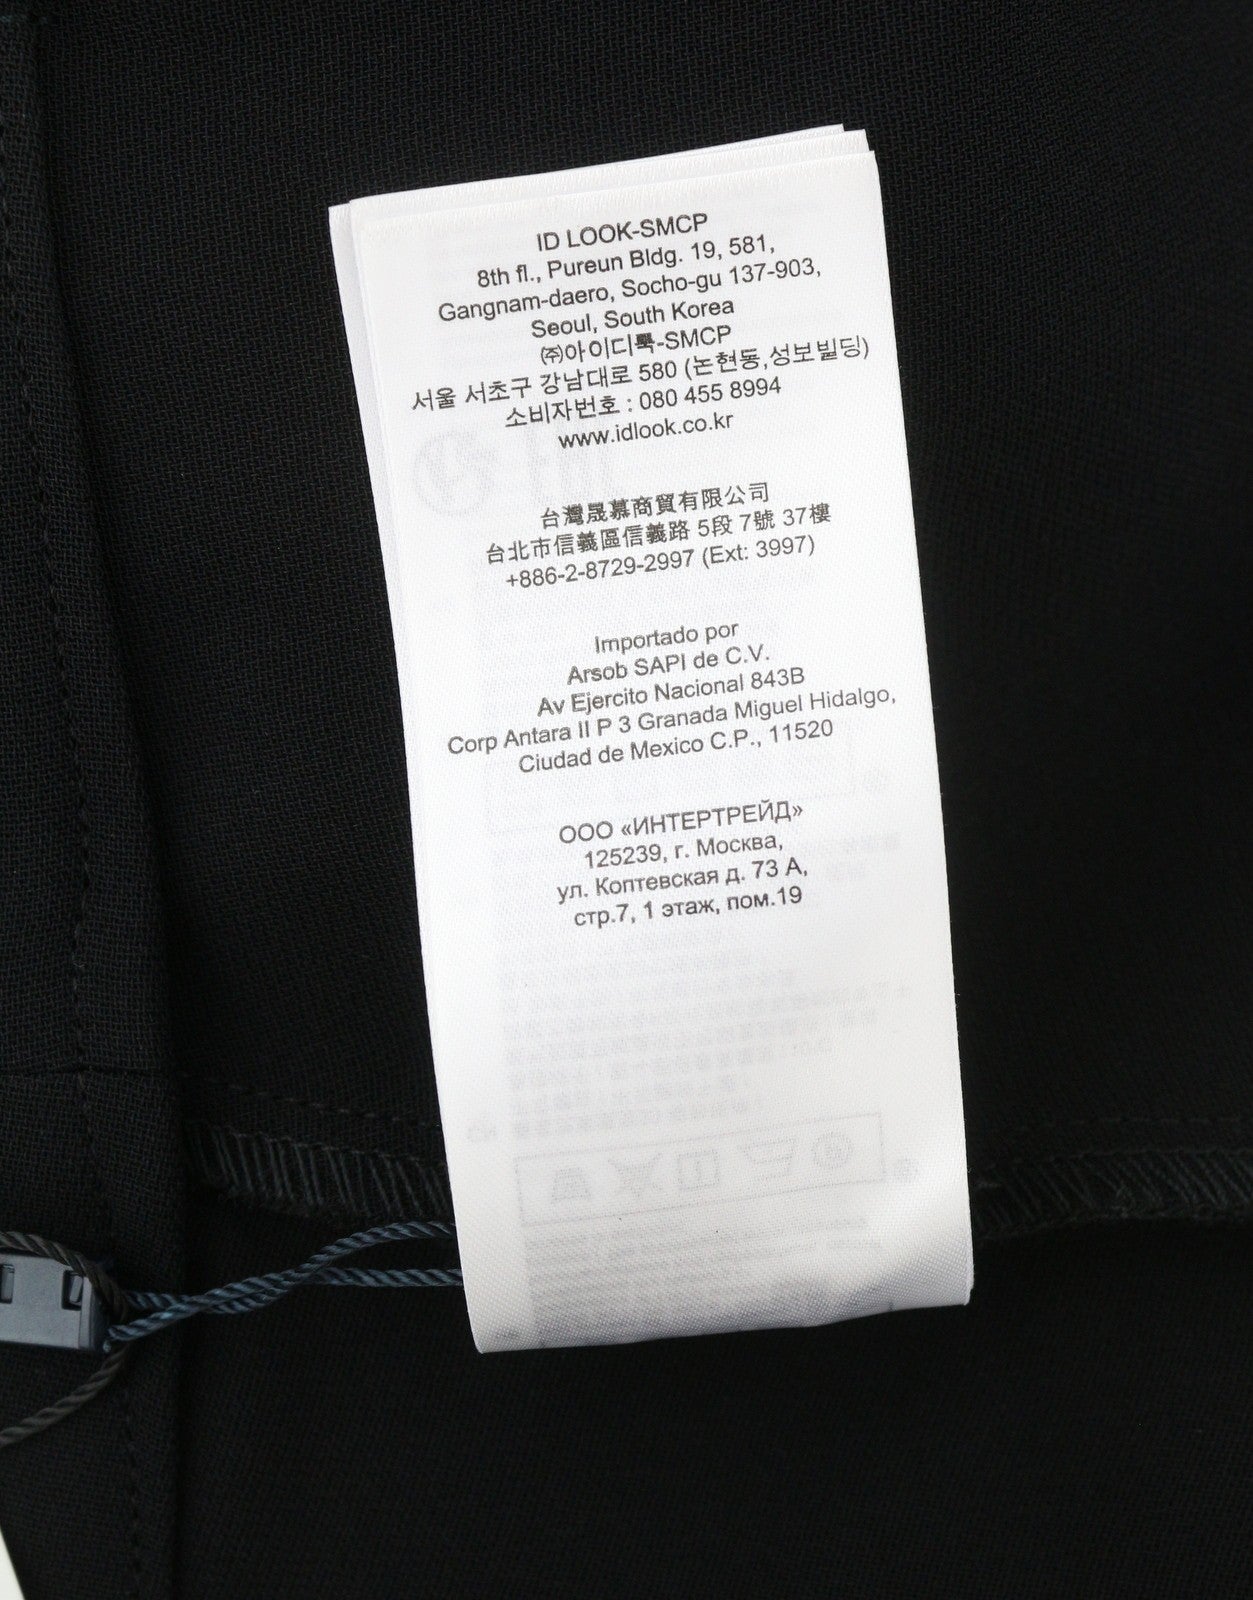 ID LOOK-SMCP
8th fl., Pureun Bldg. 19, 581,
Gangnam-daero, Socho-gu 137-903,
Seoul, South Korea
㈜아이디룩-SMCP
서울 서초구 강남대로 580 (논현동,성보빌딩)
소비자번호 : 080 455 8994
www.idlook.co.kr
台灣晟慕商貿有限公司
台北市信義區信義路 5段 7號 37樓
+886-2-8729-2997 (Ext: 3997)
Importado por
Arsob SAPI de C.V.
Av Ejercito Nacional 843B
Corp Antara II P 3 Granada Miguel Hidalgo,
Ciudad de Mexico C.P., 11520
ООО «ИНТЕРТРЕЙД»
125239, г. Москва,
ул. Коптевская д. 73 А,
стр.7, 1 этаж, пом.19